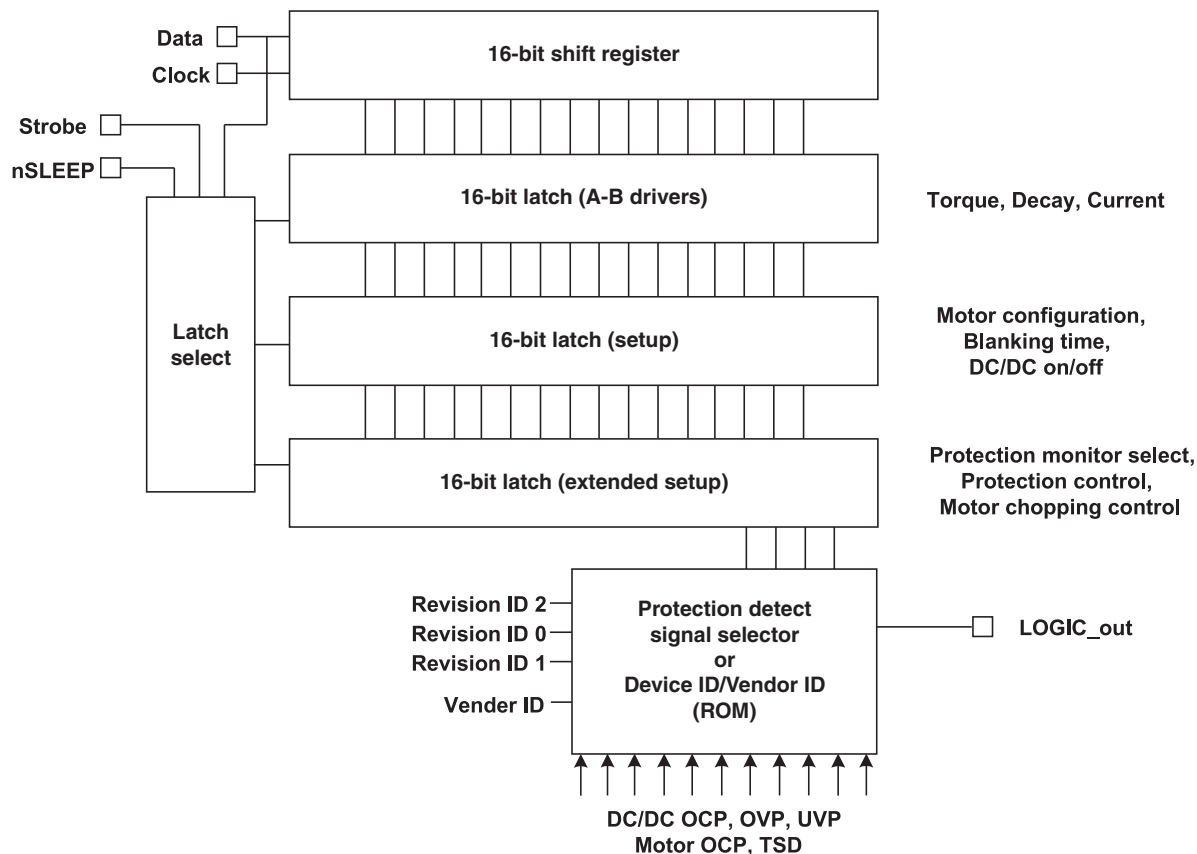 Data
16-bit shift register
Clock
Strobe
nSLEEP
16-bit latch (A-B drivers)
Torque, Decay, Current
Latch
select
16-bit latch (setup)
Motor configuration,
Blanking time,
DC/DC on/off
16-bit latch (extended setup)
Protection monitor select,
Protection control,
Motor chopping control
Revision ID 2
Revision ID 0
Revision ID 1
Vender ID
Protection detect
signal selector
or
Device ID/Vendor ID
(ROM)
LOGIC_out
DC/DC OCP, OVP, UVP
Motor OCP, TSD